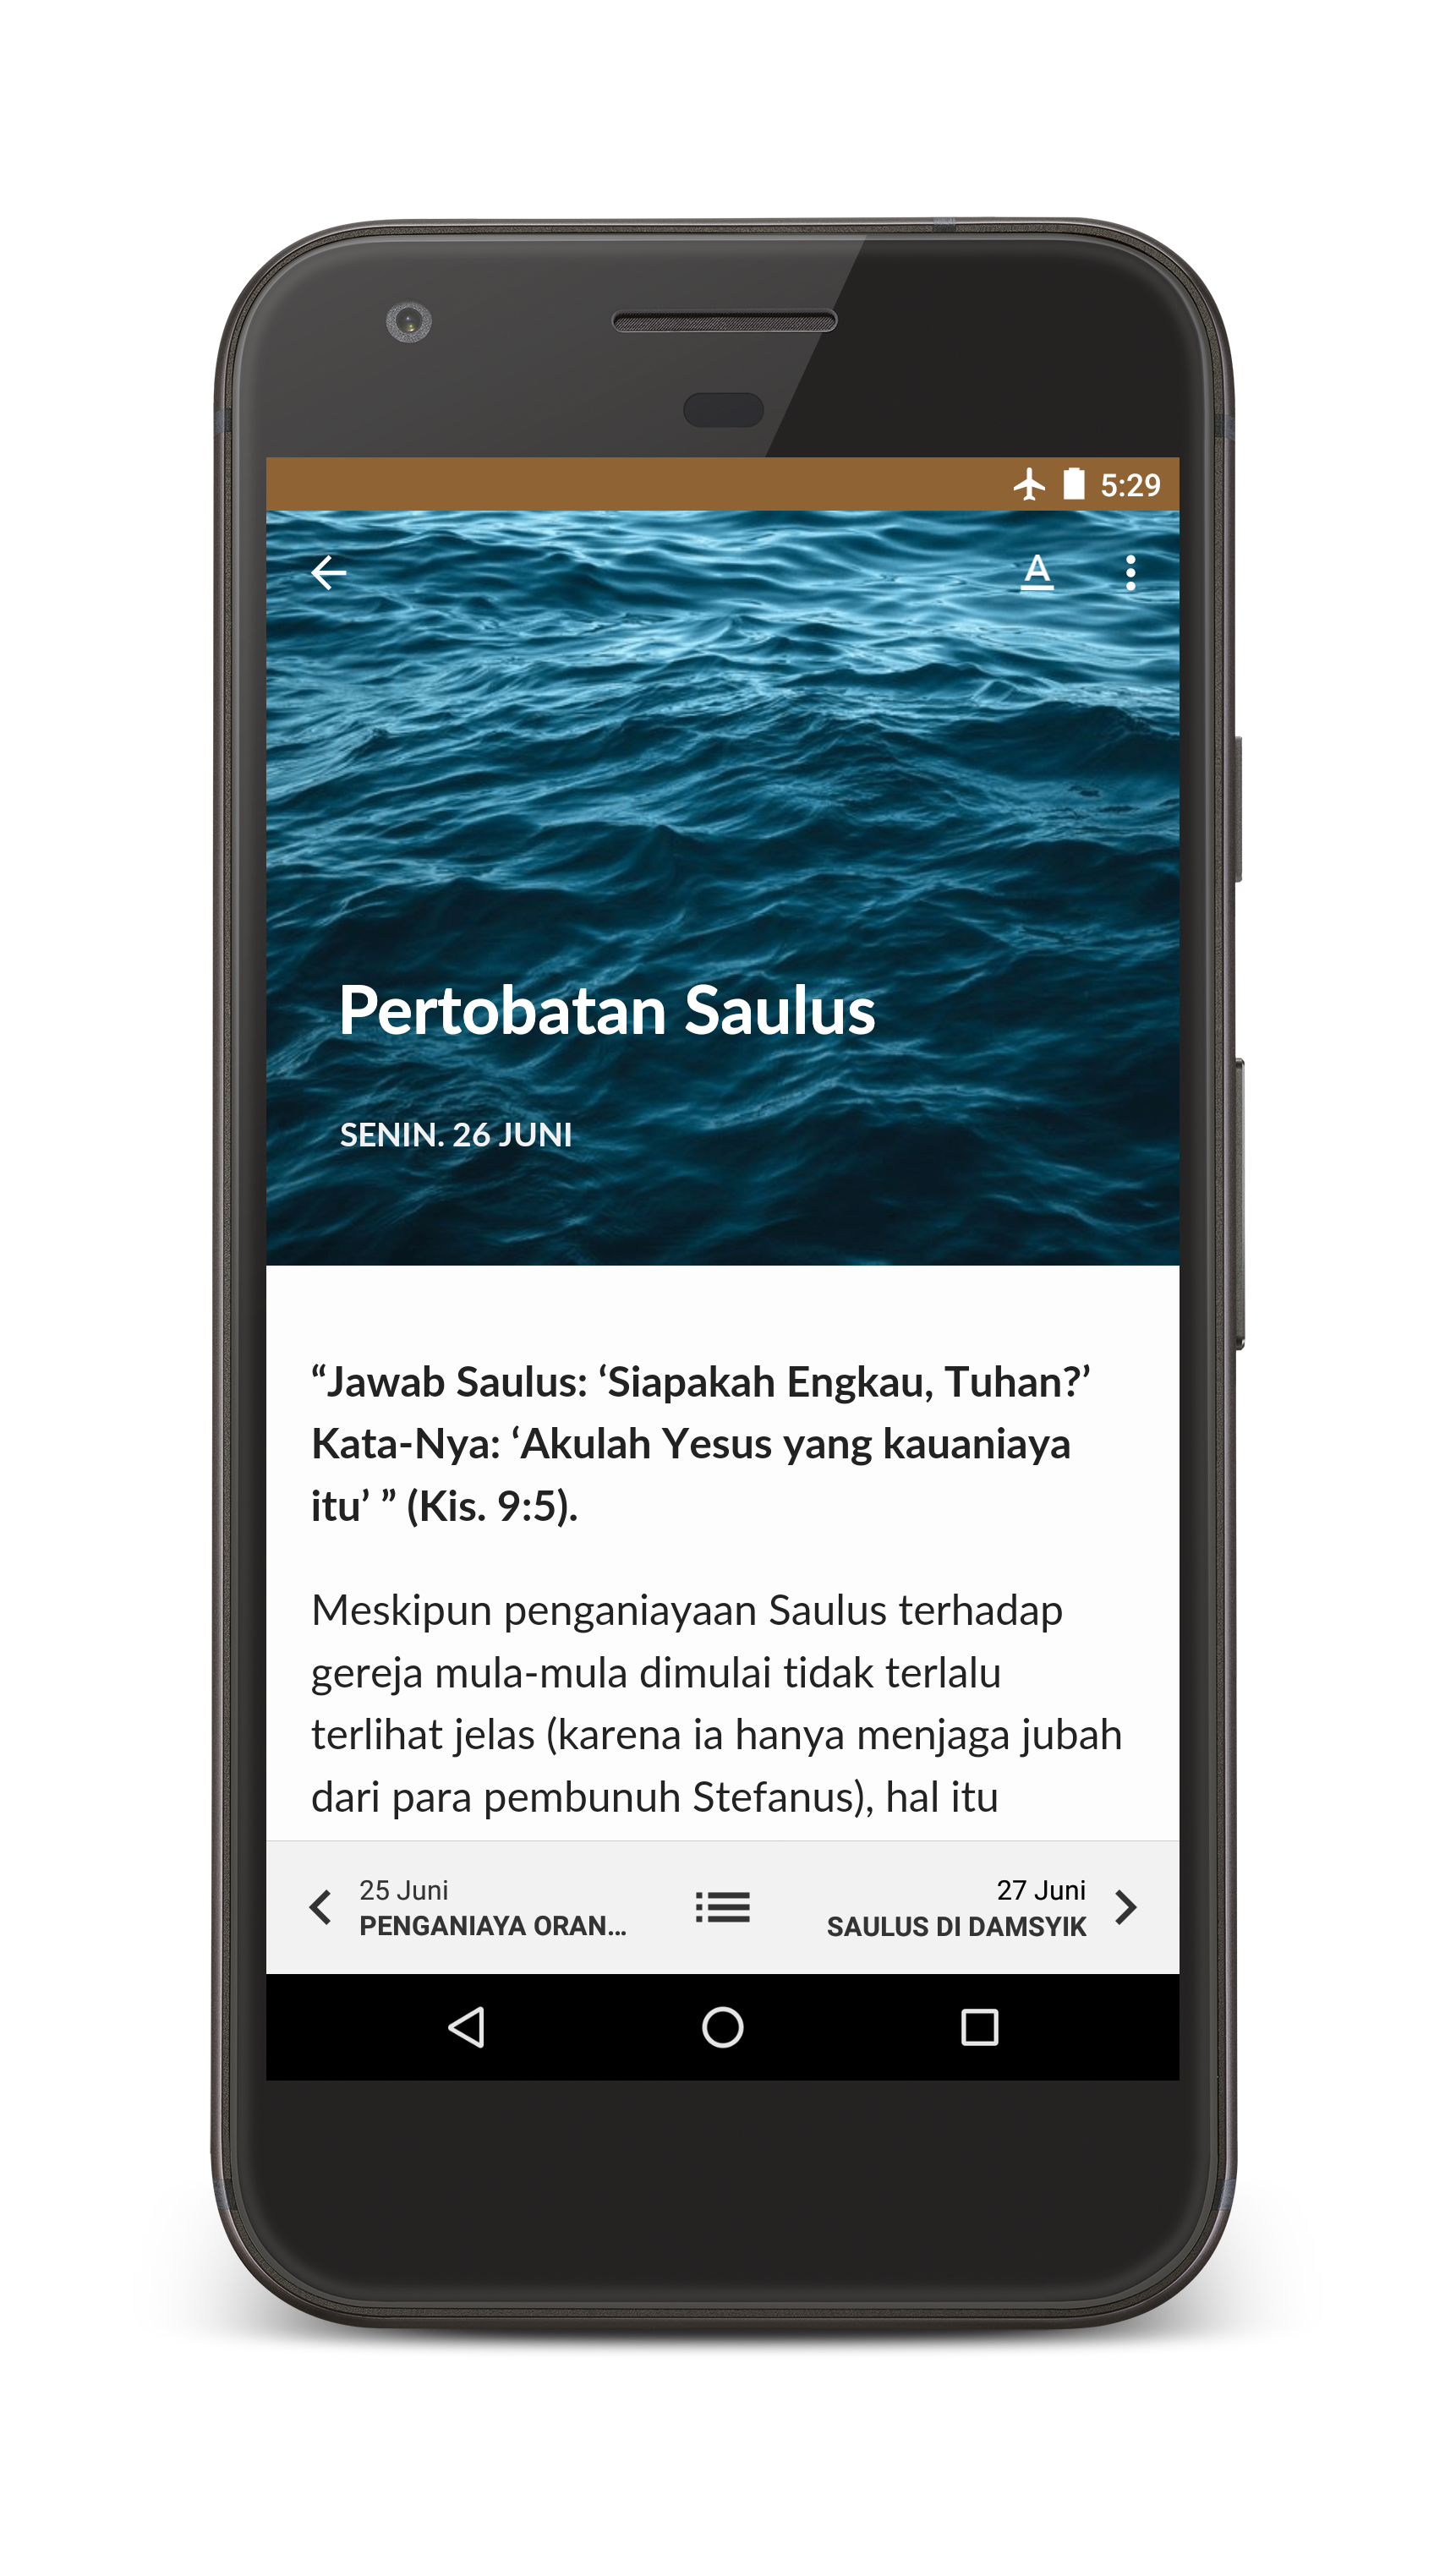 5:29
A
Pertobatan Saulus
SENIN. 26 JUNI
“Jawab Saulus: ‘Siapakah Engkau, Tuhan?’
Kata-Nya: ‘Akulah Yesus yang kauaniaya
itu’ ” (Kis. 9:5).
Meskipun penganiayaan Saulus terhadap
gereja mula-mula dimulai tidak terlalu
terlihat jelas (karena ia hanya menjaga jubah
dari para pembunuh Stefanus), hal itu
25 Juni
PENGANIAYA ORAN...
27 Juni
SAULUS DI DAMSYIK